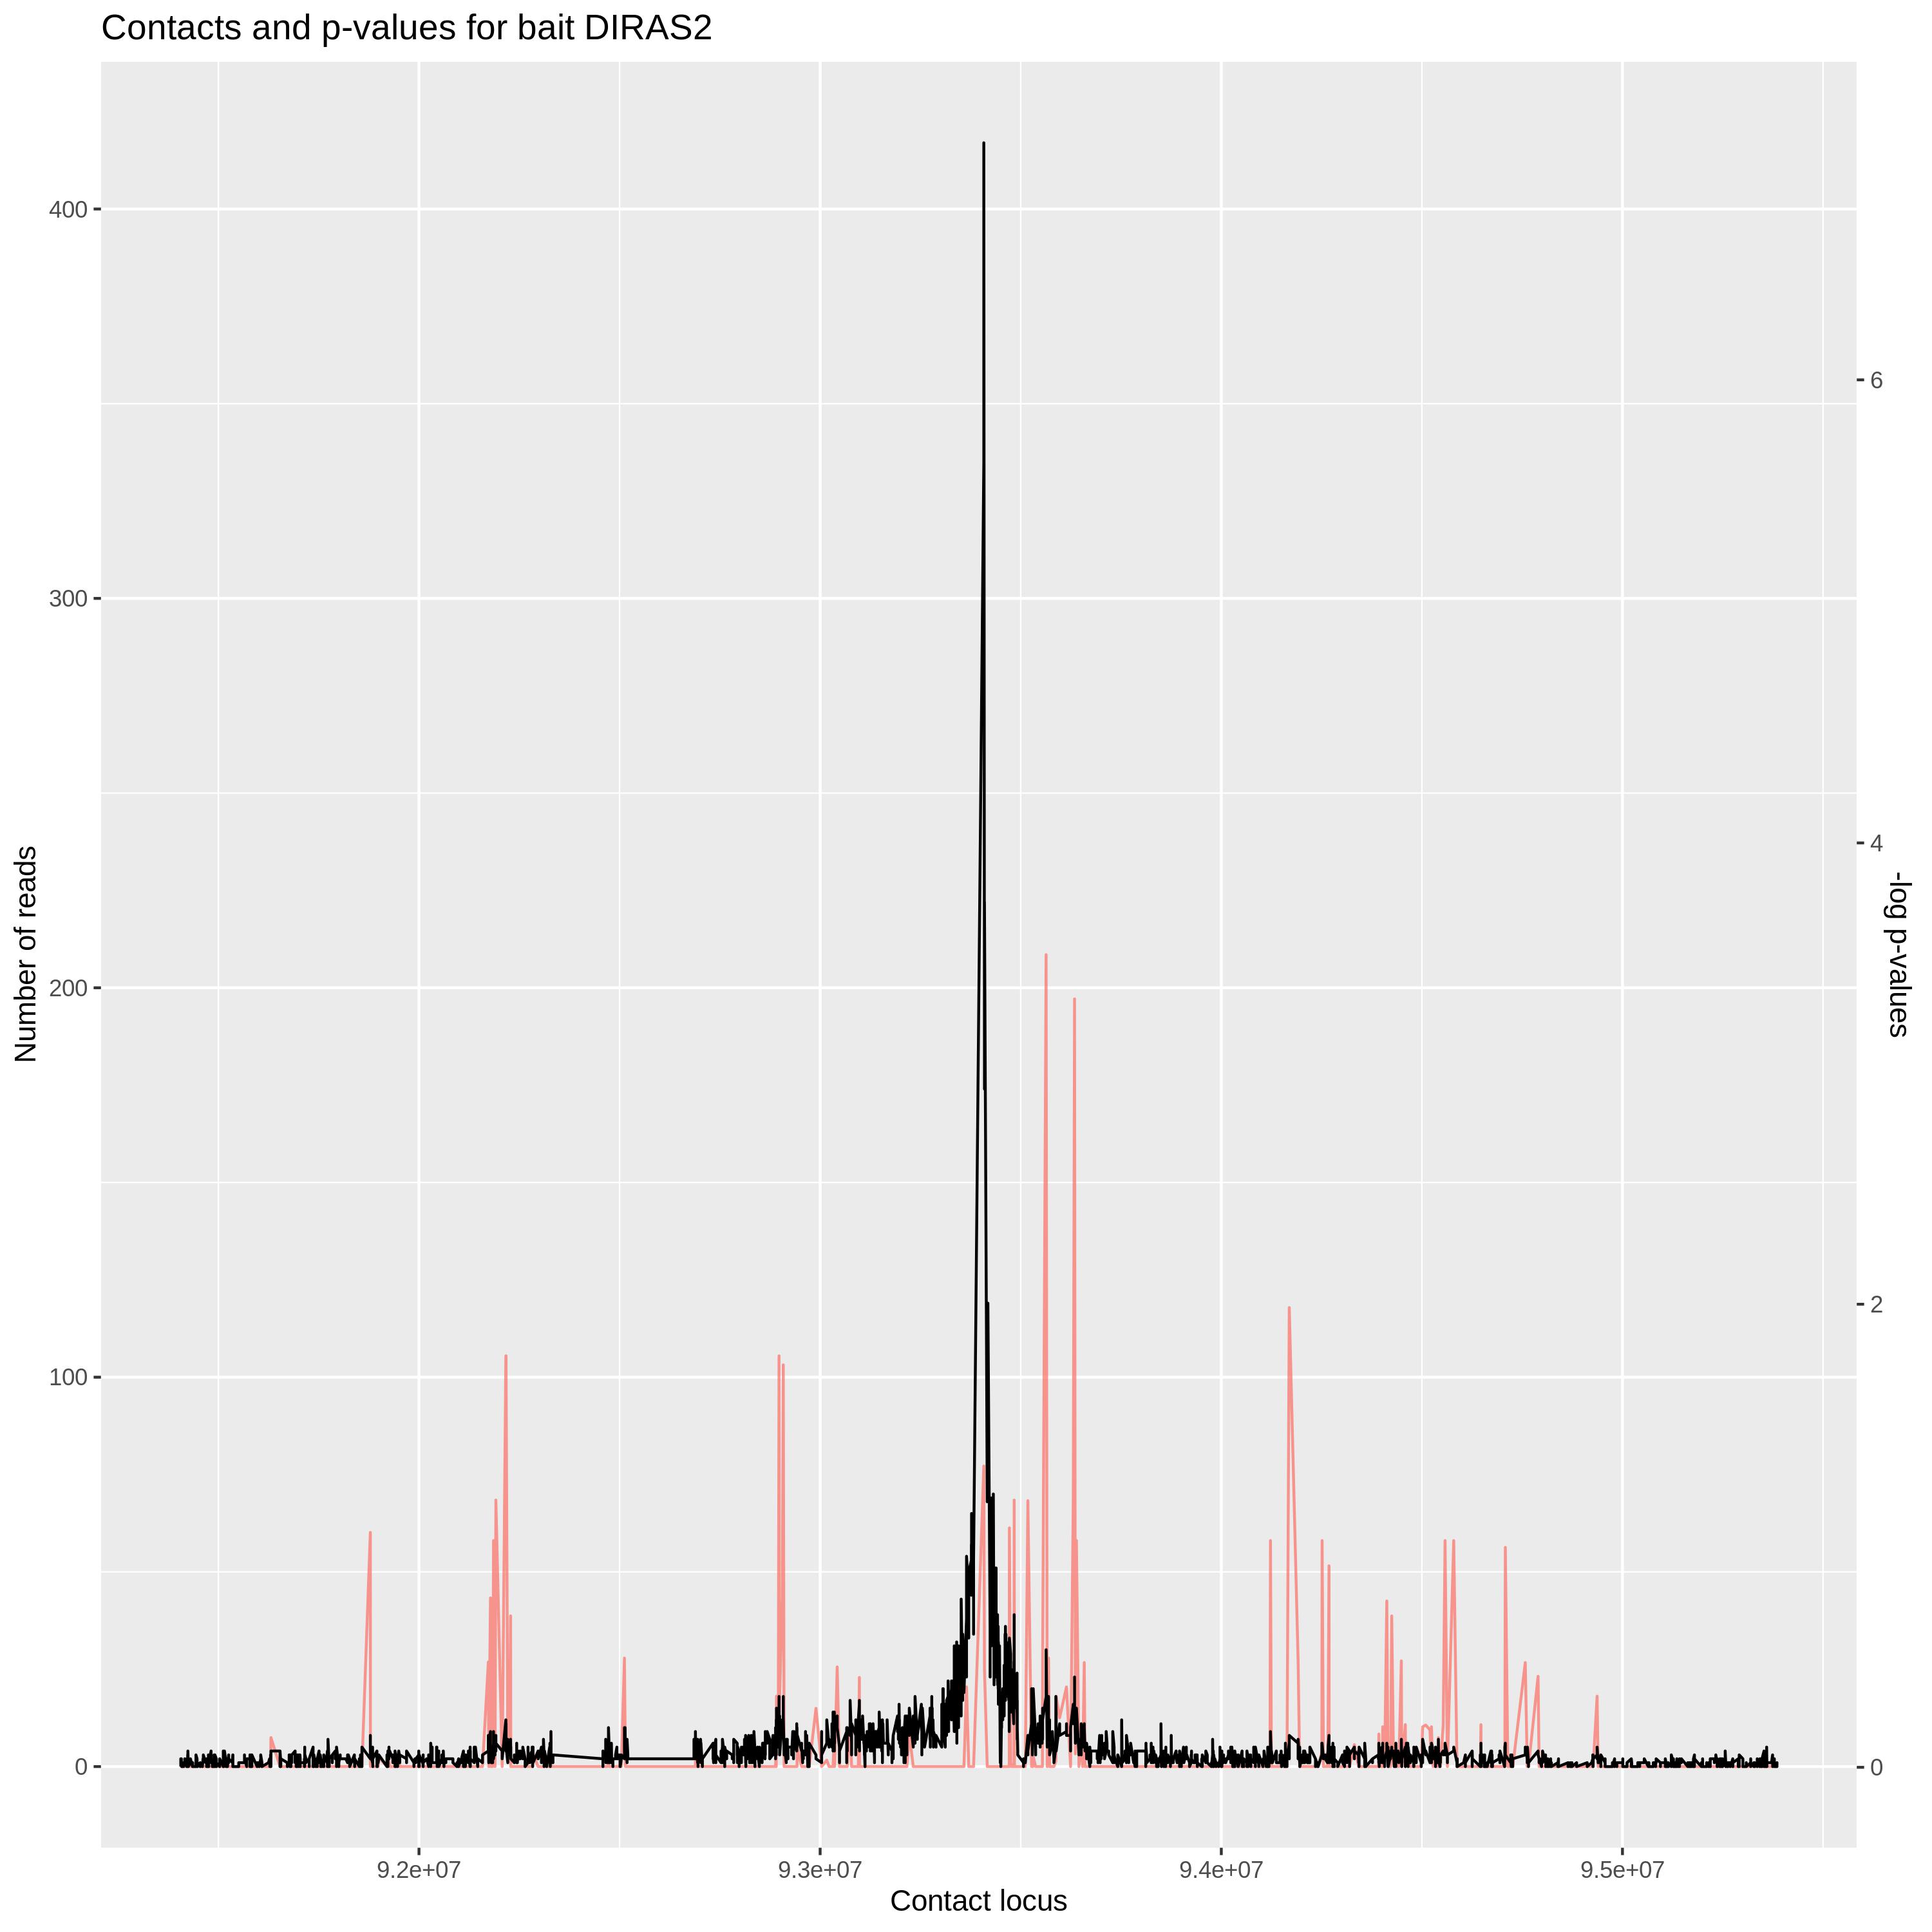 Contacts and p-values for bait DIRAS2
400
300
200
100
0
Number of reads
6
4
2
0
-log p-values
9.2e+07
9.3e+07
9.4e+07
9.5e+07
Contact locus